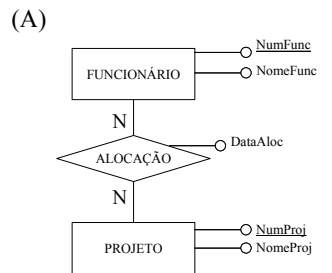 (A)
NumFunc
FUNCIONÁRIO
NomeFunc
N
DataAloc
ALOCAÇÃO
N
NumProj
PROJETO
NomeProj